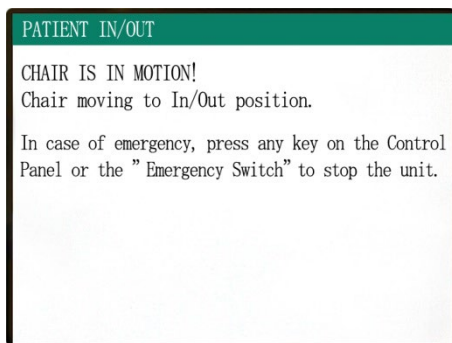 PATIENT IN/OUT
CHAIR IS IN MOTION!
Chair moving to In/Out position.
In case of emergency, press any key on the Control
Panel or the ” Emergency Switch” to stop the unit.